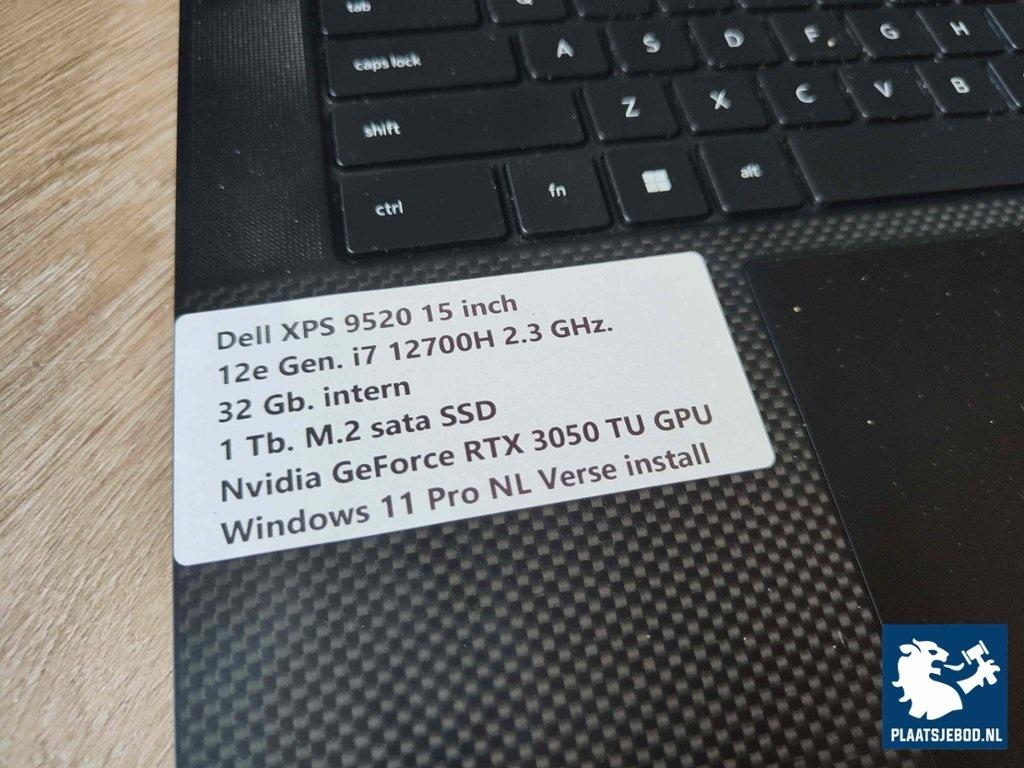 tab
Q
caps lock
A
S
D
F
G
H
shift
Z
X
C
V
B
ctrl
fn
alt
Dell XPS 9520 15 inch
12e Gen. i7 12700H 2.3 GHz.
32 Gb. intern
1 Tb. M.2 sata SSD
Nvidia GeForce RTX 3050 TU GPU
Windows 11 Pro NL Verse install
PLAATSJEBOD.NL